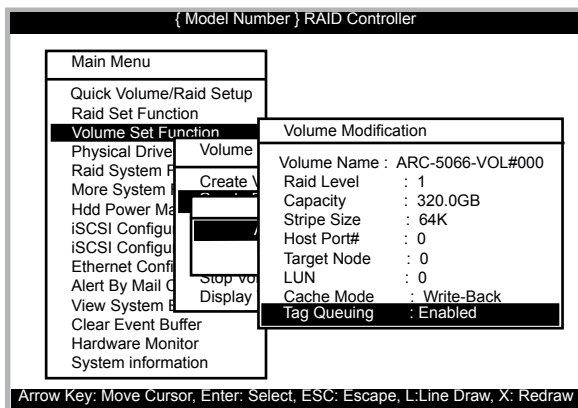 { Model Number } RAID Controller
Main Menu
Quick Volume/Raid Setup
Raid Set Function
Volume Set Function
Physical Drive
Raid System F
More System
Hdd Power Ma
iSCSI Configu
iSCSI Configu
Ethernet Confi
Alert By Mail C
View System E
Clear Event Buffer
Hardware Monitor
System information
Volume
Create V
Stop Vol
Display
Volume Modification
Volume Name : ARC-5066-VOL#000
Raid Level : 1
Capacity : 320.0GB
Stripe Size : 64K
Host Port# : 0
Target Node : 0
LUN : 0
Cache Mode : Write-Back
Tag Queuing : Enabled
Arrow Key: Move Cursor, Enter: Select, ESC: Escape, L:Line Draw, X: Redraw